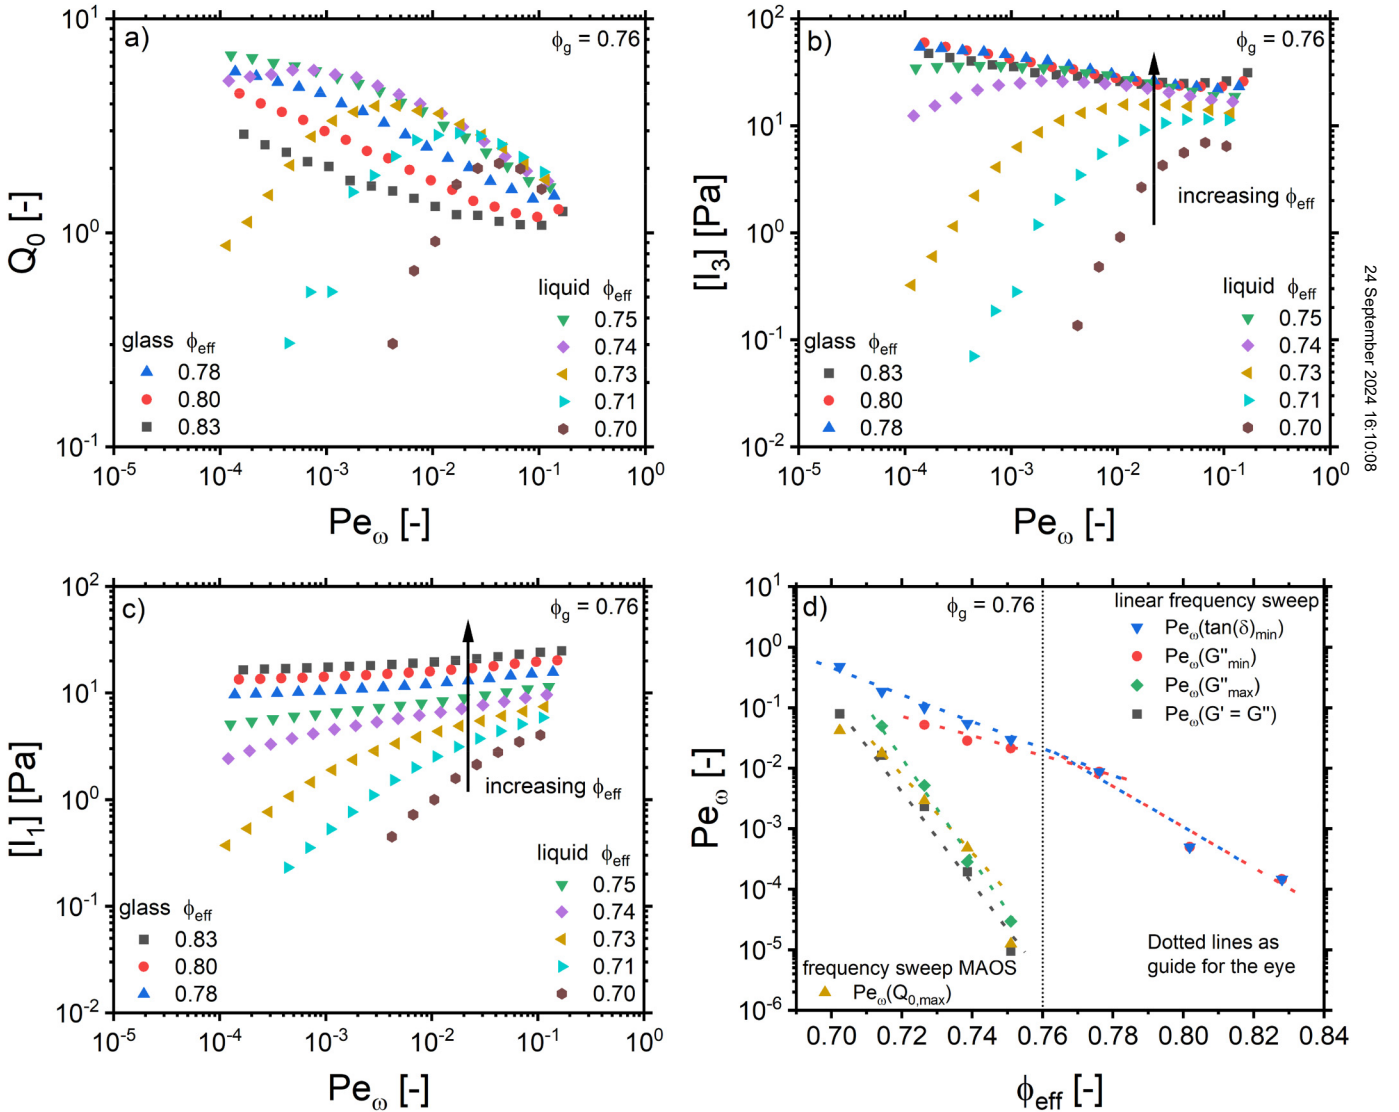 a)
ϕg = 0.76
10^1
10^0
10^-1
Q0 [-]
glass ϕeff
0.78
0.80
0.83
liquid ϕeff
0.75
0.74
0.73
0.71
0.70
10^-5 10^-4 10^-3 10^-2 10^-1 10^0
Peω [-]
b)
ϕg = 0.76
10^2
10^1
10^0
10^-1
10^-2
[I3] [Pa]
increasing ϕeff
glass ϕeff
0.83
0.80
0.78
liquid ϕeff
0.75
0.74
0.73
0.71
0.70
10^-5 10^-4 10^-3 10^-2 10^-1 10^0
Peω [-]
24 September 2024 16:10:08
c)
ϕg = 0.76
10^2
10^1
10^0
10^-1
10^-2
[I1] [Pa]
increasing ϕeff
glass ϕeff
0.83
0.80
0.78
liquid ϕeff
0.75
0.74
0.73
0.71
0.70
10^-5 10^-4 10^-3 10^-2 10^-1 10^0
Peω [-]
d)
ϕg = 0.76
10^1
10^0
10^-1
10^-2
10^-3
10^-4
10^-5
10^-6
Peω [-]
linear frequency sweep
Peω(tan(δ)min)
Peω(G''min)
Peω(G''max)
Peω(G' = G'')
Dotted lines as
guide for the eye
frequency sweep MAOS
Peω(Q0,max)
0.70 0.72 0.74 0.76 0.78 0.80 0.82 0.84
ϕeff [-]